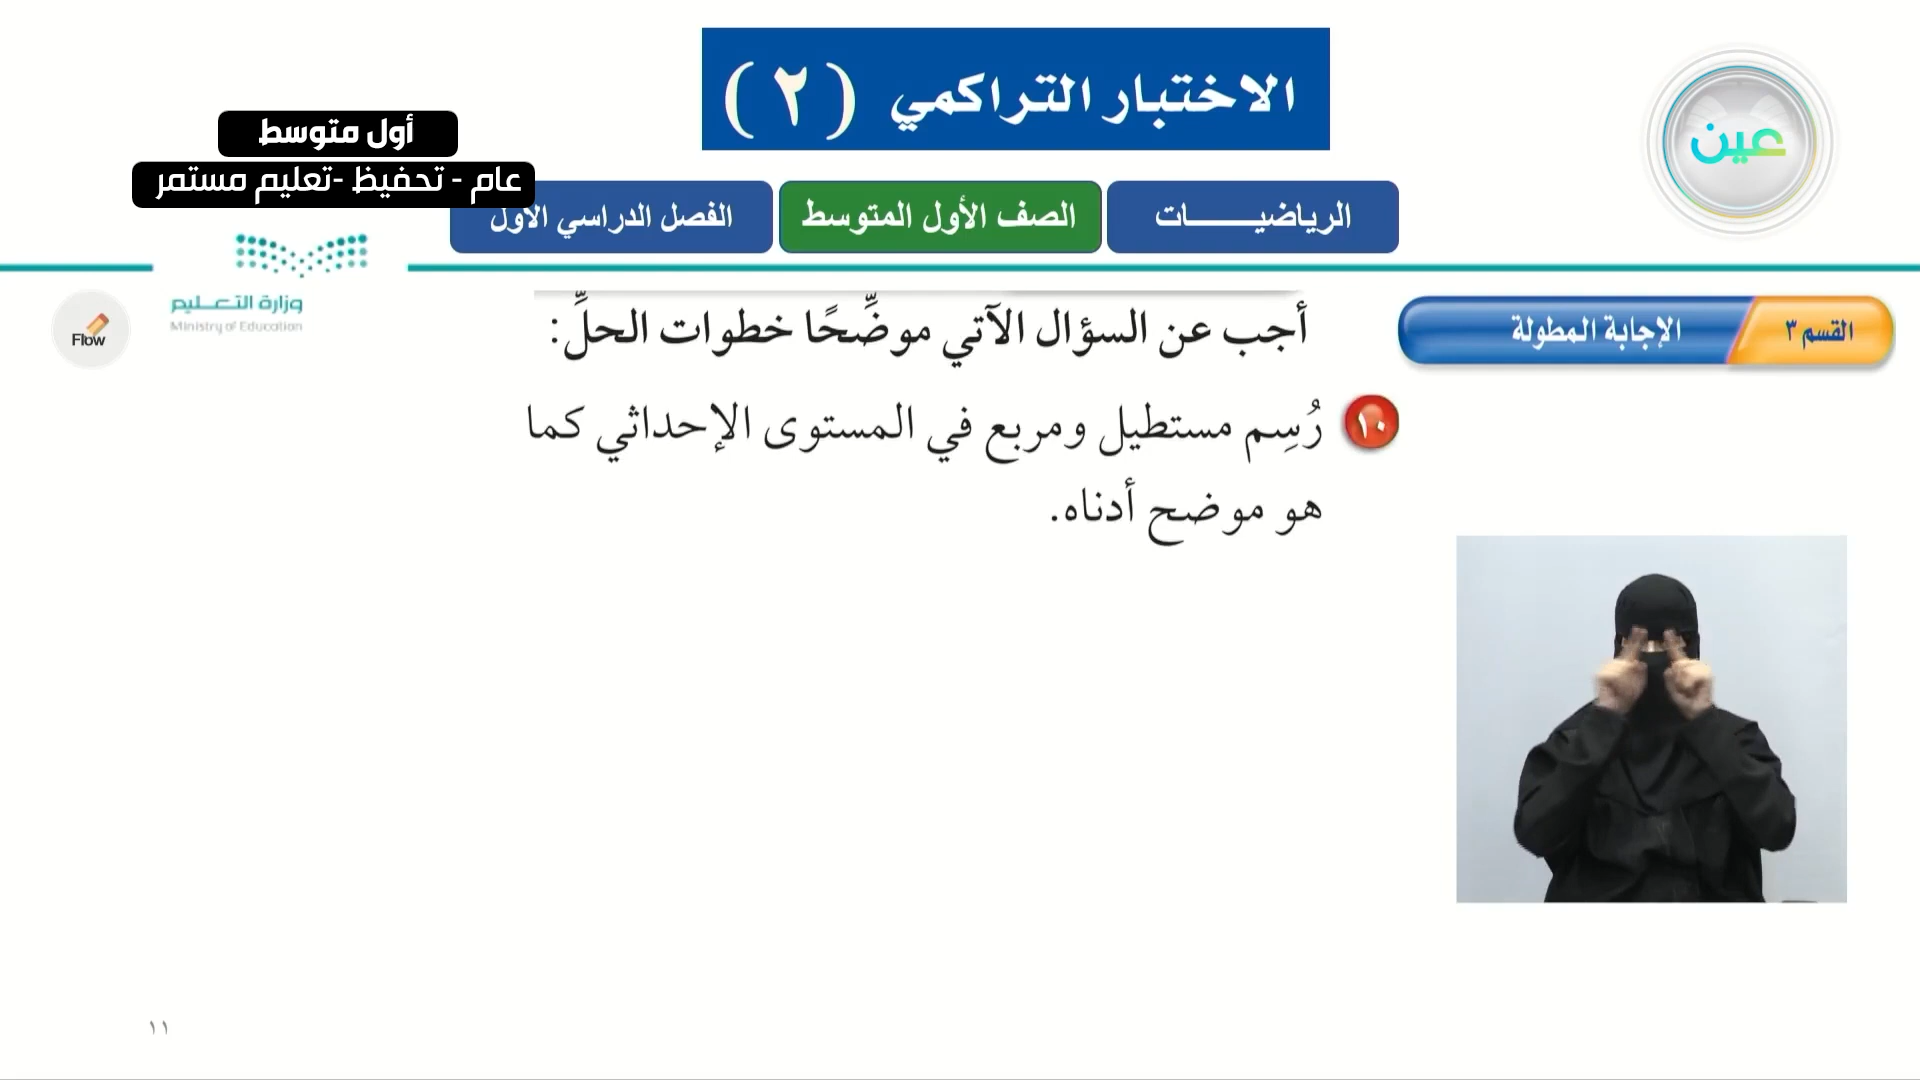 الاختبار التراكمي (٢)
عين
أول متوسط
عام - تحفيظ -تعليم مستمر
الرياضيـــــــات
الصف الأول المتوسط
الفصل الدراسي الأول
وزارة التعـــليم
Ministry of Education
Flow
القسم ٣
الإجابة المطولة
أجب عن السؤال الآتي موضِّحًا خطوات الحلِّ:
١٠ رُسِم مستطيل ومربع في المستوى الإحداثي كما
هو موضح أدناه.
١١